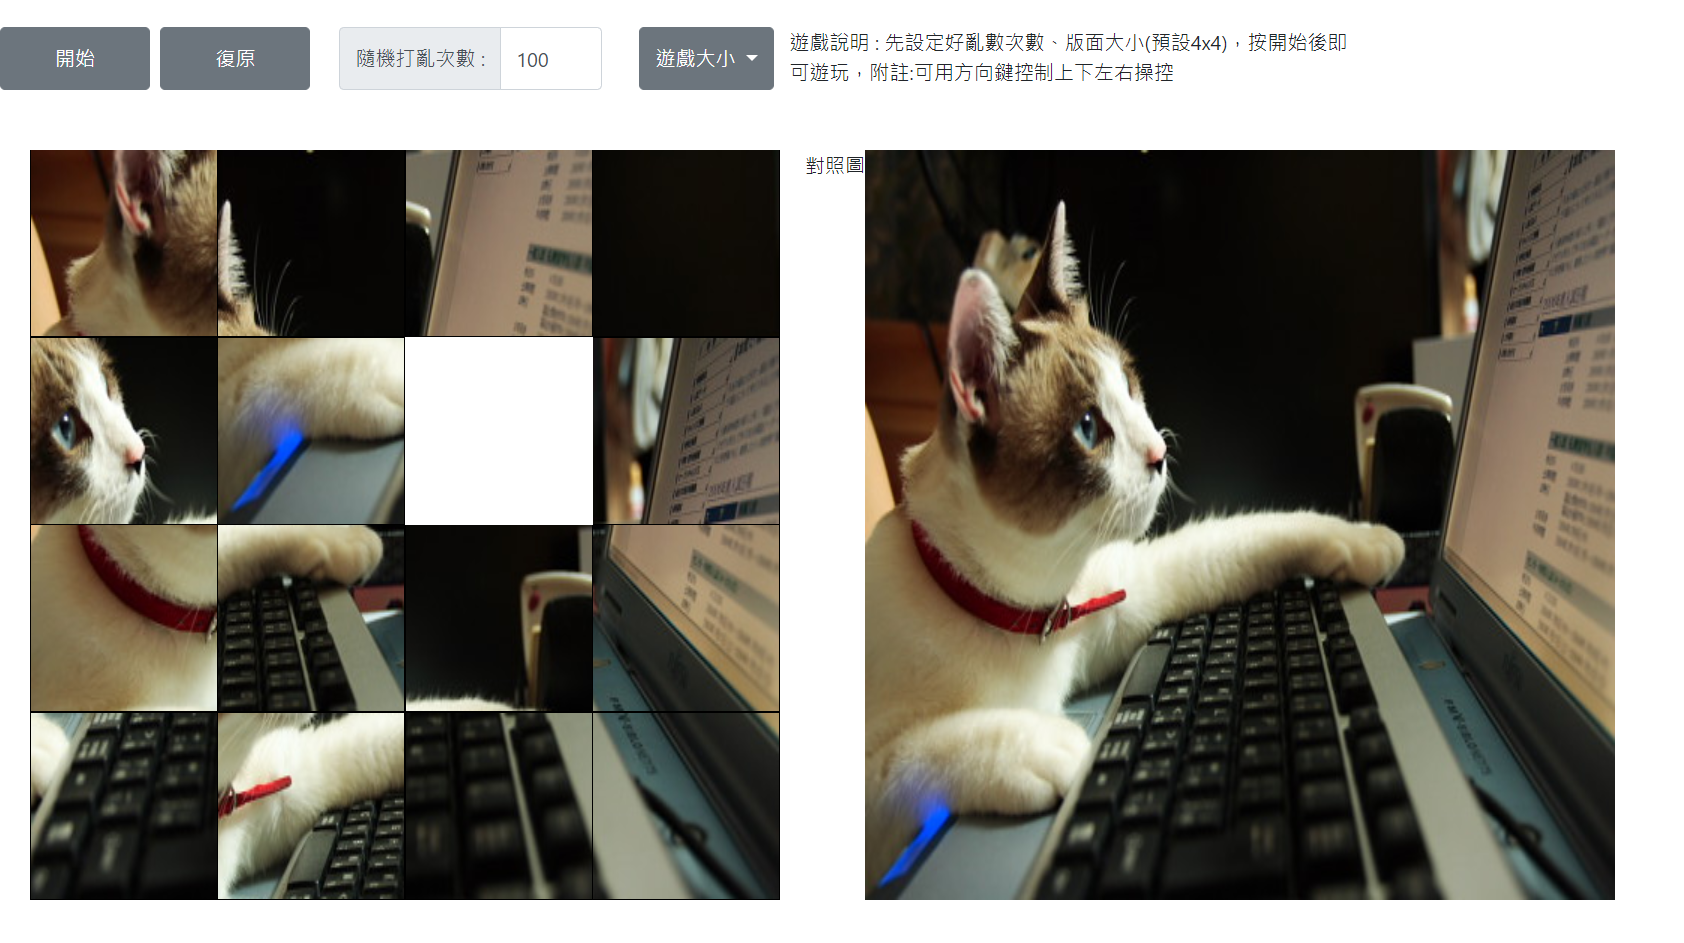 開始
復原
隨機打亂次數 :
100
遊戲大小
遊戲說明 : 先設定好亂數次數、版面大小(預設4x4)，按開始後即
可遊玩，附註:可用方向鍵控制上下左右操控
對照圖